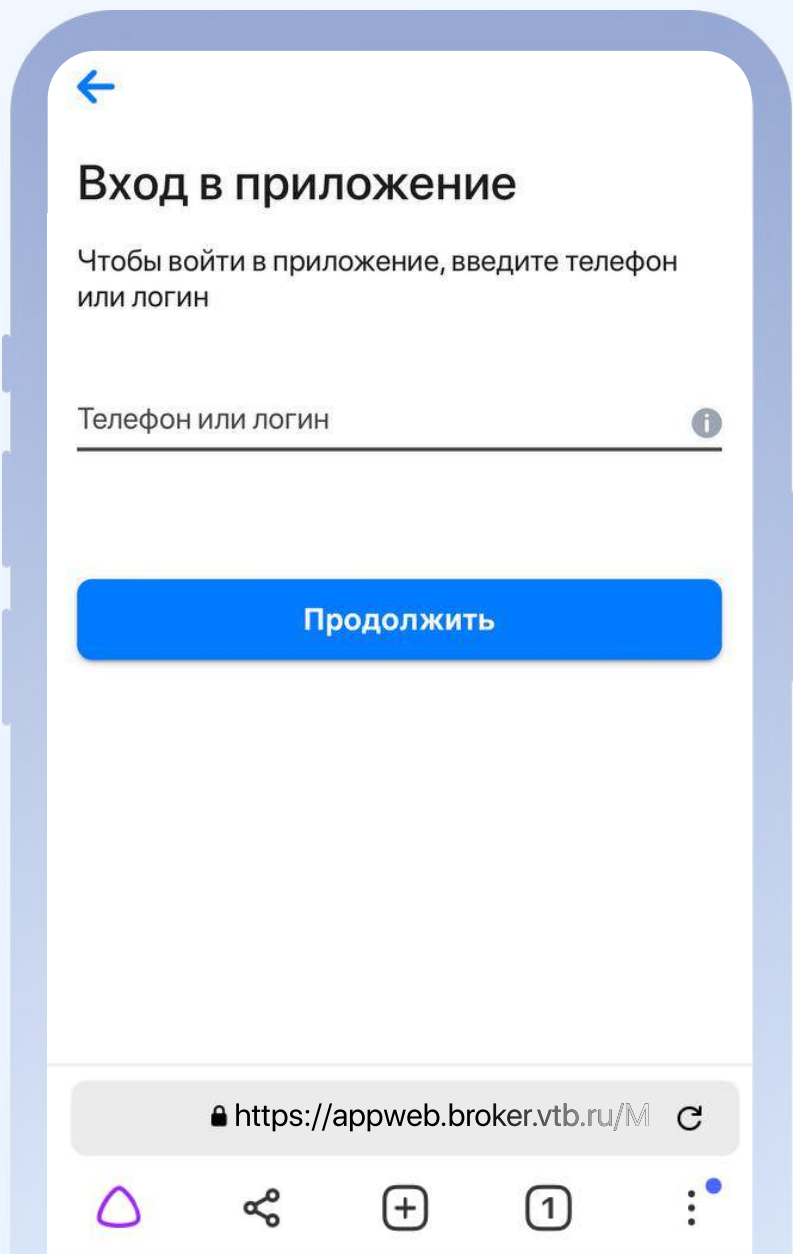 Вход в приложение
Чтобы войти в приложение, введите телефон
или логин
Телефон или логин
i
Продолжить
https://appweb.broker.vtb.ru/M
1